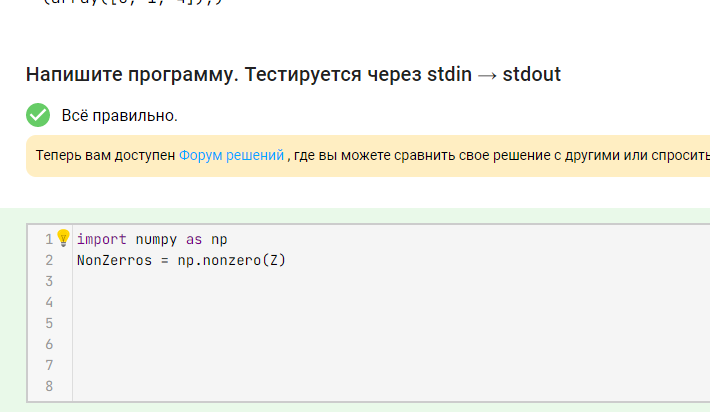 (array([0, 1, 4]),)
Напишите программу. Тестируется через stdin → stdout
Всё правильно.
Теперь вам доступен Форум решений , где вы можете сравнить свое решение с другими или спросить
1 import numpy as np
2 NonZerros = np.nonzero(Z)
3
4
5
6
7
8